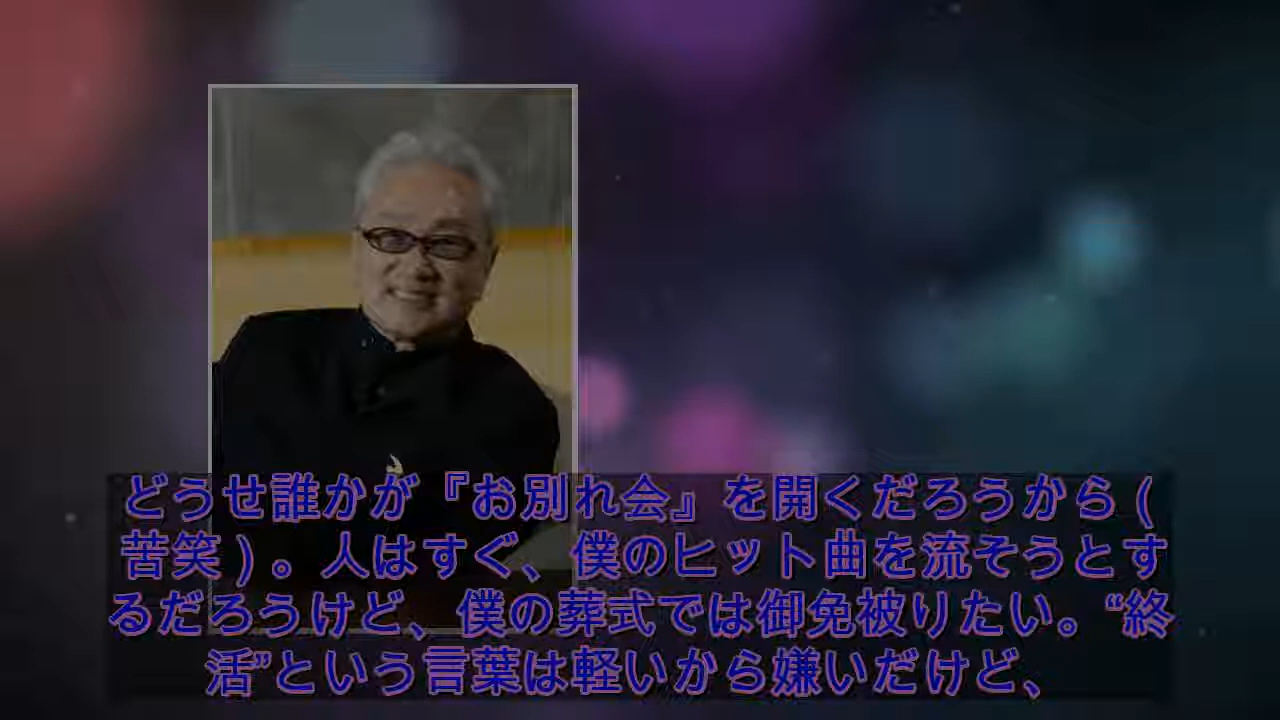 どうせ誰かが『お別れ会』を開くだろうから(
苦笑)。人はすぐ、僕のヒット曲を流そうとす
るだろうけど、僕の葬式では御免被りたい。“終
活”という言葉は軽いから嫌いだけど、